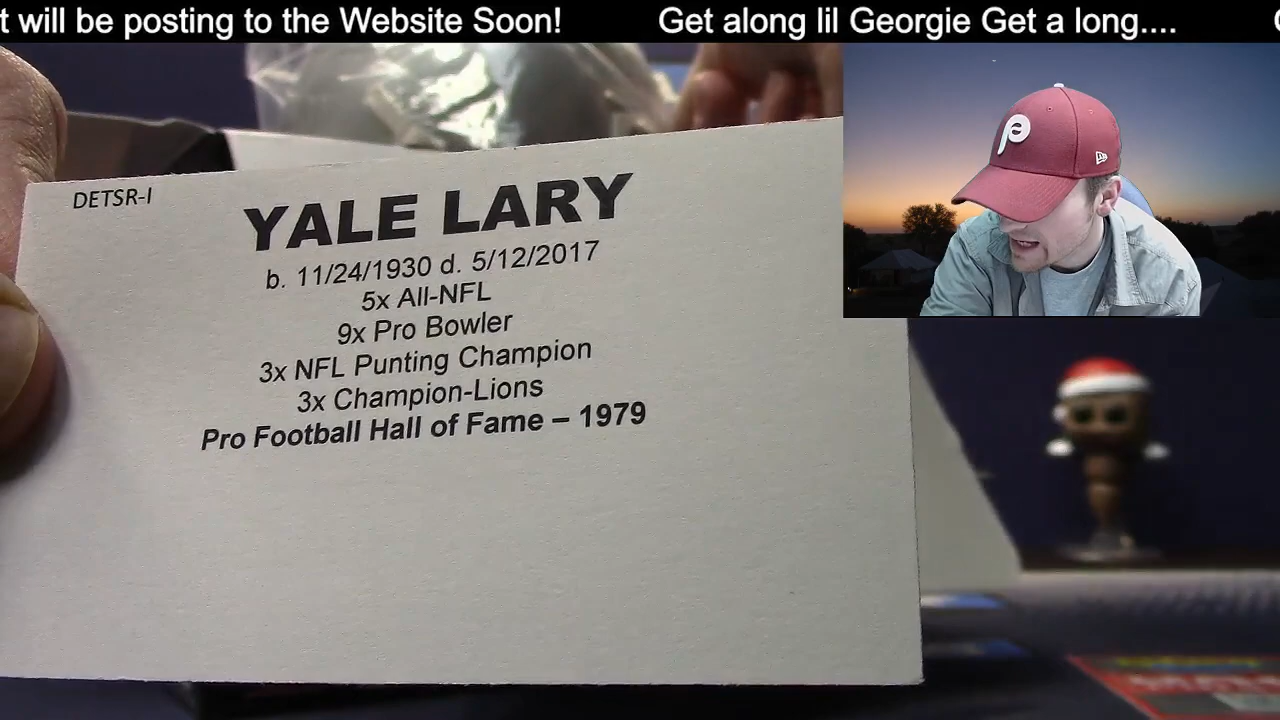 t will be posting to the Website Soon! Get along lil Georgie Get a long....
DETSR-I
YALE LARY
b. 11/24/1930 d. 5/12/2017
5x All-NFL
9x Pro Bowler
3x NFL Punting Champion
3x Champion-Lions
Pro Football Hall of Fame – 1979
P